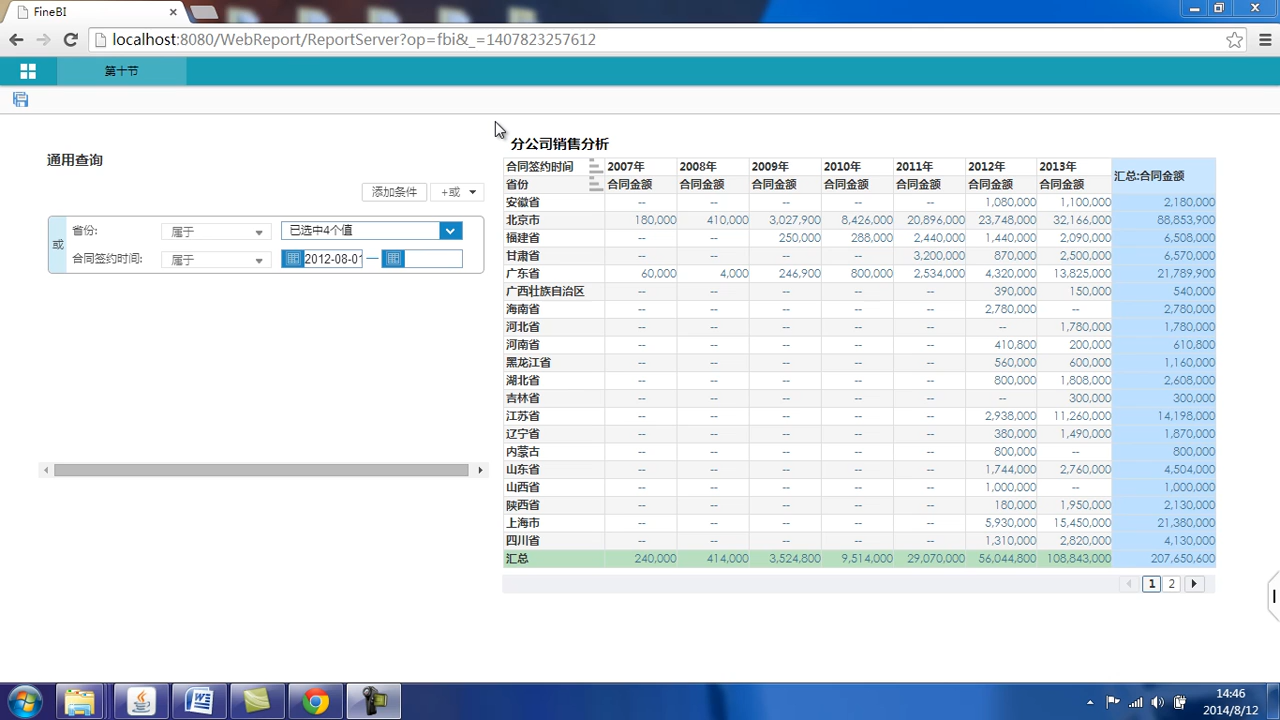 FineBI
localhost:8080/WebReport/ReportServer?op=fbi&_=1407823257612
第十节
通用查询
添加条件 +或
或
省份: 属于 已选中4个值
合同签约时间: 属于 2012-08-01 —
分公司销售分析
合同签约时间 2007年 2008年 2009年 2010年 2011年 2012年 2013年 汇总:合同金额
省份 合同金额 合同金额 合同金额 合同金额 合同金额 合同金额 合同金额
安徽省 -- -- -- -- -- 1,080,000 1,100,000 2,180,000
北京市 180,000 410,000 3,027,900 8,426,000 20,896,000 23,748,000 32,166,000 88,853,900
福建省 -- -- 250,000 288,000 2,440,000 1,440,000 2,090,000 6,508,000
甘肃省 -- -- -- -- 3,200,000 870,000 2,500,000 6,570,000
广东省 60,000 4,000 246,900 800,000 2,534,000 4,320,000 13,825,000 21,789,900
广西壮族自治区 -- -- -- -- -- 390,000 150,000 540,000
海南省 -- -- -- -- -- 2,780,000 -- 2,780,000
河北省 -- -- -- -- -- -- 1,780,000 1,780,000
河南省 -- -- -- -- -- 410,800 200,000 610,800
黑龙江省 -- -- -- -- -- 560,000 600,000 1,160,000
湖北省 -- -- -- -- -- 800,000 1,808,000 2,608,000
吉林省 -- -- -- -- -- -- 300,000 300,000
江苏省 -- -- -- -- -- 2,938,000 11,260,000 14,198,000
辽宁省 -- -- -- -- -- 380,000 1,490,000 1,870,000
内蒙古 -- -- -- -- -- 800,000 -- 800,000
山东省 -- -- -- -- -- 1,744,000 2,760,000 4,504,000
山西省 -- -- -- -- -- 1,000,000 -- 1,000,000
陕西省 -- -- -- -- -- 180,000 1,950,000 2,130,000
上海市 -- -- -- -- -- 5,930,000 15,450,000 21,380,000
四川省 -- -- -- -- -- 1,310,000 2,820,000 4,130,000
汇总 240,000 414,000 3,524,800 9,514,000 29,070,000 56,044,800 108,843,000 207,650,600
1 2
14:46
2014/8/12